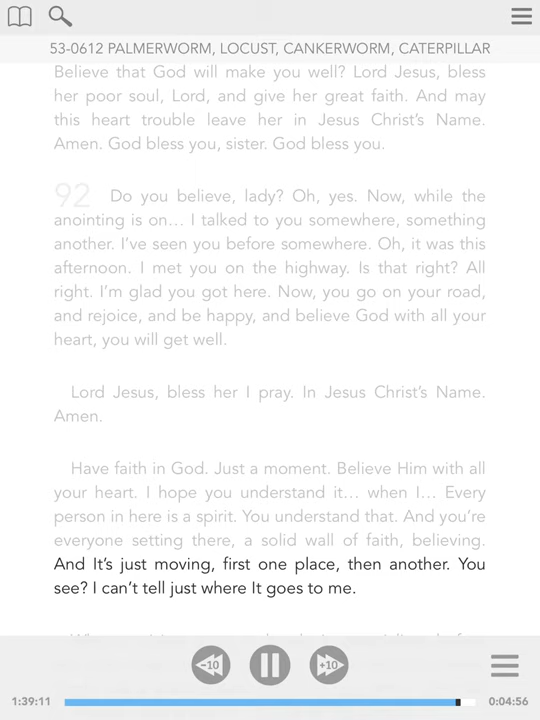 53-0612 PALMERWORM, LOCUST, CANKERWORM, CATERPILLAR
Believe that God will make you well? Lord Jesus, bless
her poor soul, Lord, and give her great faith. And may
this heart trouble leave her in Jesus Christ's Name.
Amen. God bless you, sister. God bless you.
92 Do you believe, lady? Oh, yes. Now, while the
anointing is on… I talked to you somewhere, something
another. I've seen you before somewhere. Oh, it was this
afternoon. I met you on the highway. Is that right? All
right. I'm glad you got here. Now, you go on your road,
and rejoice, and be happy, and believe God with all your
heart, you will get well.
Lord Jesus, bless her I pray. In Jesus Christ's Name.
Amen.
Have faith in God. Just a moment. Believe Him with all
your heart. I hope you understand it… when I… Every
person in here is a spirit. You understand that. And you're
everyone setting there, a solid wall of faith, believing.
And It's just moving, first one place, then another. You
see? I can't tell just where It goes to me.
-10
+10
1:39:11
0:04:56